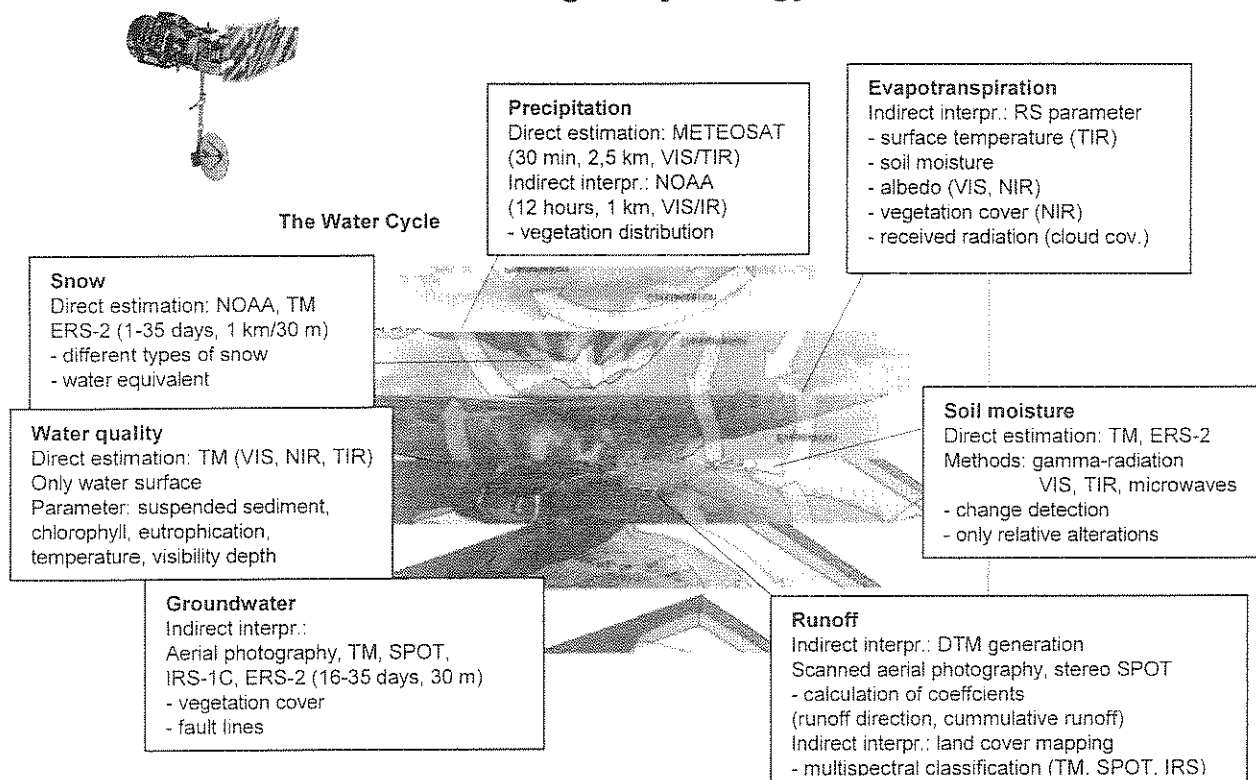 The Water Cycle
Precipitation
Direct estimation: METEOSAT
(30 min, 2,5 km, VIS/TIR)
Indirect interpr.: NOAA
(12 hours, 1 km, VIS/IR)
- vegetation distribution
Evapotranspiration
Indirect interpr.: RS parameter
- surface temperature (TIR)
- soil moisture
- albedo (VIS, NIR)
- vegetation cover (NIR)
- received radiation (cloud cov.)
Snow
Direct estimation: NOAA, TM
ERS-2 (1-35 days, 1 km/30 m)
- different types of snow
- water equivalent
Water quality
Direct estimation: TM (VIS, NIR, TIR)
Only water surface
Parameter: suspended sediment,
chlorophyll, eutrophication,
temperature, visibility depth
Soil moisture
Direct estimation: TM, ERS-2
Methods: gamma-radiation
VIS, TIR, microwaves
- change detection
- only relative alterations
Groundwater
Indirect interpr.:
Aerial photography, TM, SPOT,
IRS-1C, ERS-2 (16-35 days, 30 m)
- vegetation cover
- fault lines
Runoff
Indirect interpr.: DTM generation
Scanned aerial photography, stereo SPOT
- calculation of coeffcients
(runoff direction, cummulative runoff)
Indirect interpr.: land cover mapping
- multispectral classification (TM, SPOT, IRS)